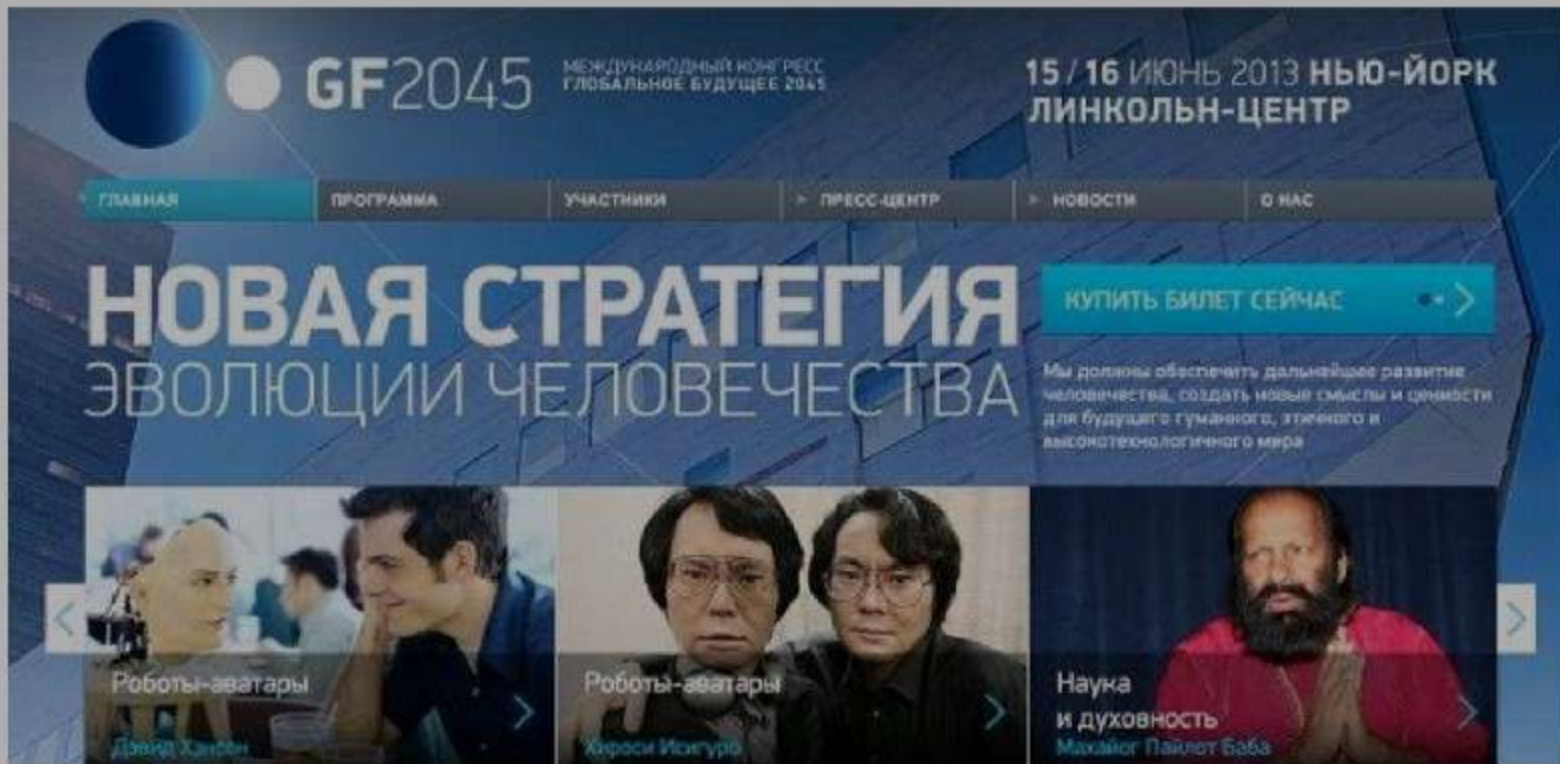 GF2045
МЕЖДУНАРОДНЫЙ КОНГРЕСС
ГЛОБАЛЬНОЕ БУДУЩЕЕ 2045
15 / 16 ИЮНЬ 2013 НЬЮ-ЙОРК
ЛИНКОЛЬН-ЦЕНТР
ГЛАВНАЯ
ПРОГРАММА
УЧАСТНИКИ
ПРЕСС-ЦЕНТР
НОВОСТИ
О НАС
НОВАЯ СТРАТЕГИЯ
ЭВОЛЮЦИИ ЧЕЛОВЕЧЕСТВА
КУПИТЬ БИЛЕТ СЕЙЧАС
Мы должны обеспечить дальнейшее развитие
человечества, создать новые смыслы и ценности
для будущего гуманного, этичного и
высокотехнологичного мира
Роботы-аватары
Дэвид Хансон
Роботы-аватары
Хироси Исигуро
Наука
и духовность
Махайог Пайлот Баба